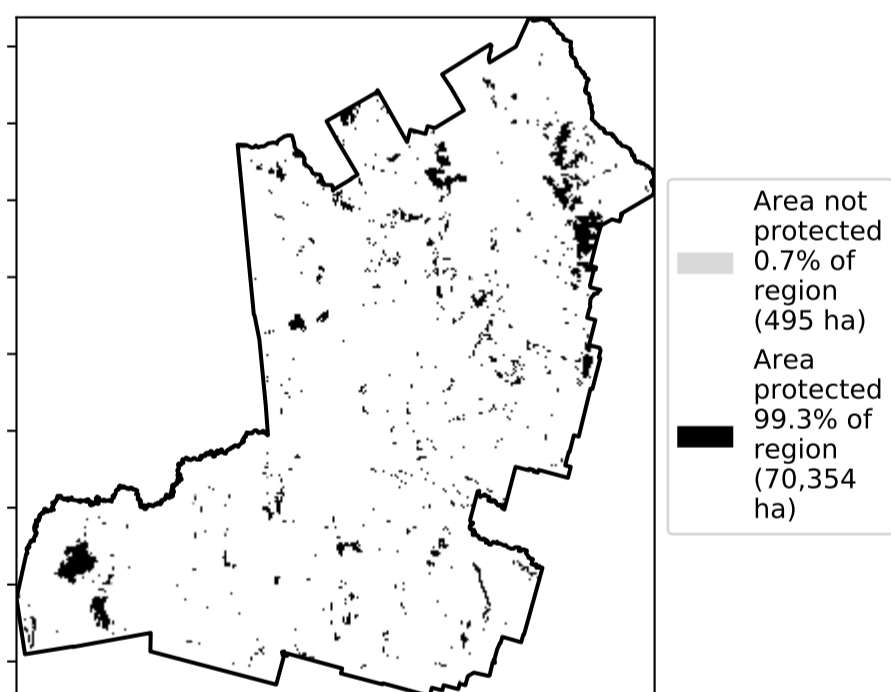 Area not
protected
0.7% of
region
(495 ha)
Area
protected
99.3% of
region
(70,354
ha)